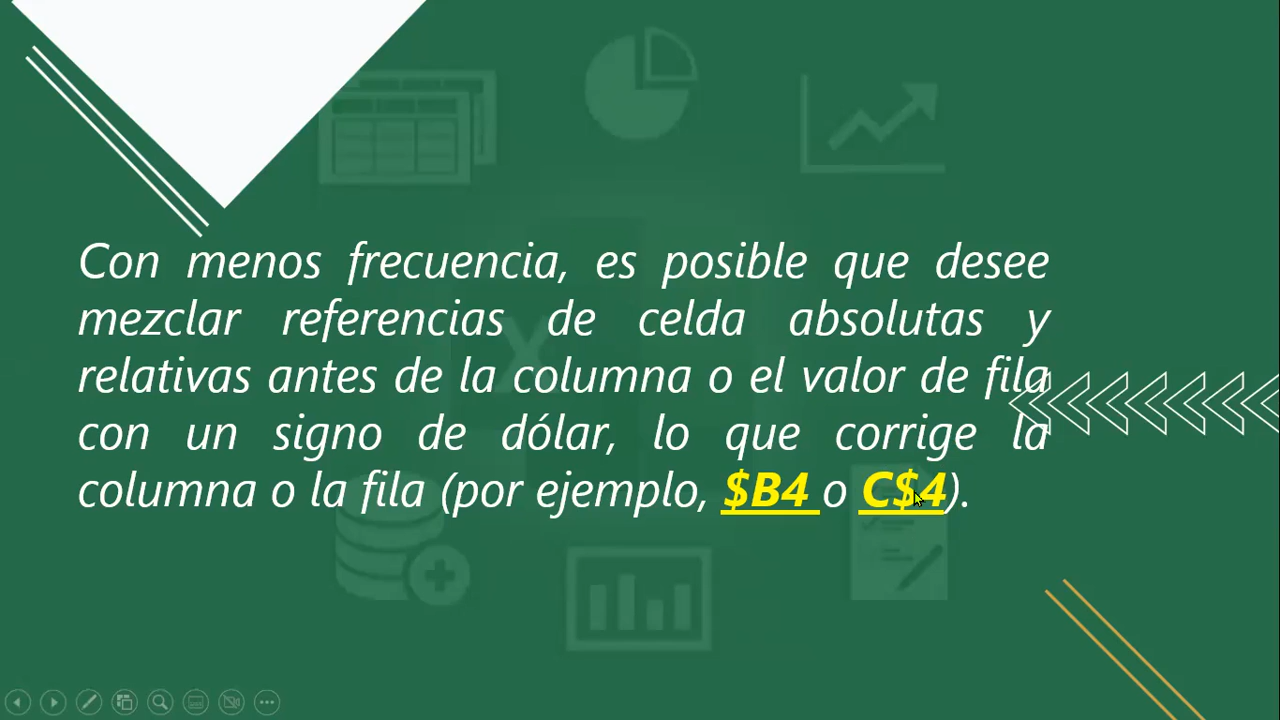 Con menos frecuencia, es posible que desee
mezclar referencias de celda absolutas y
relativas antes de la columna o el valor de fila
con un signo de dólar, lo que corrige la
columna o la fila (por ejemplo, $B4 o C$4).